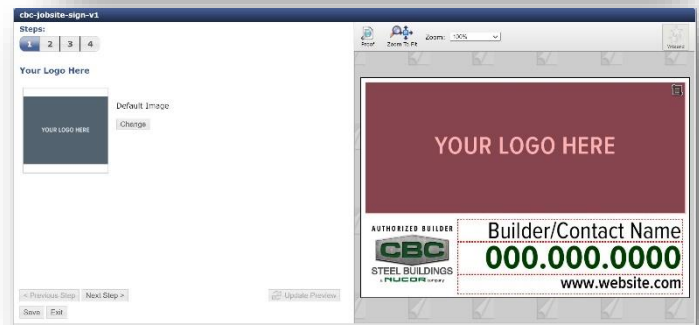 cbc-jobsite-sign-v1
Steps:
1 2 3 4
Your Logo Here
YOUR LOGO HERE
Default Image
Change
< Previous Step Next Step >
Update Preview
Save Exit
Proof
Zoom To Fit
Zoom: 100%
YOUR LOGO HERE
AUTHORIZED BUILDER
CBC
STEEL BUILDINGS
A NUCOR COMPANY
Builder/Contact Name
000.000.0000
www.website.com